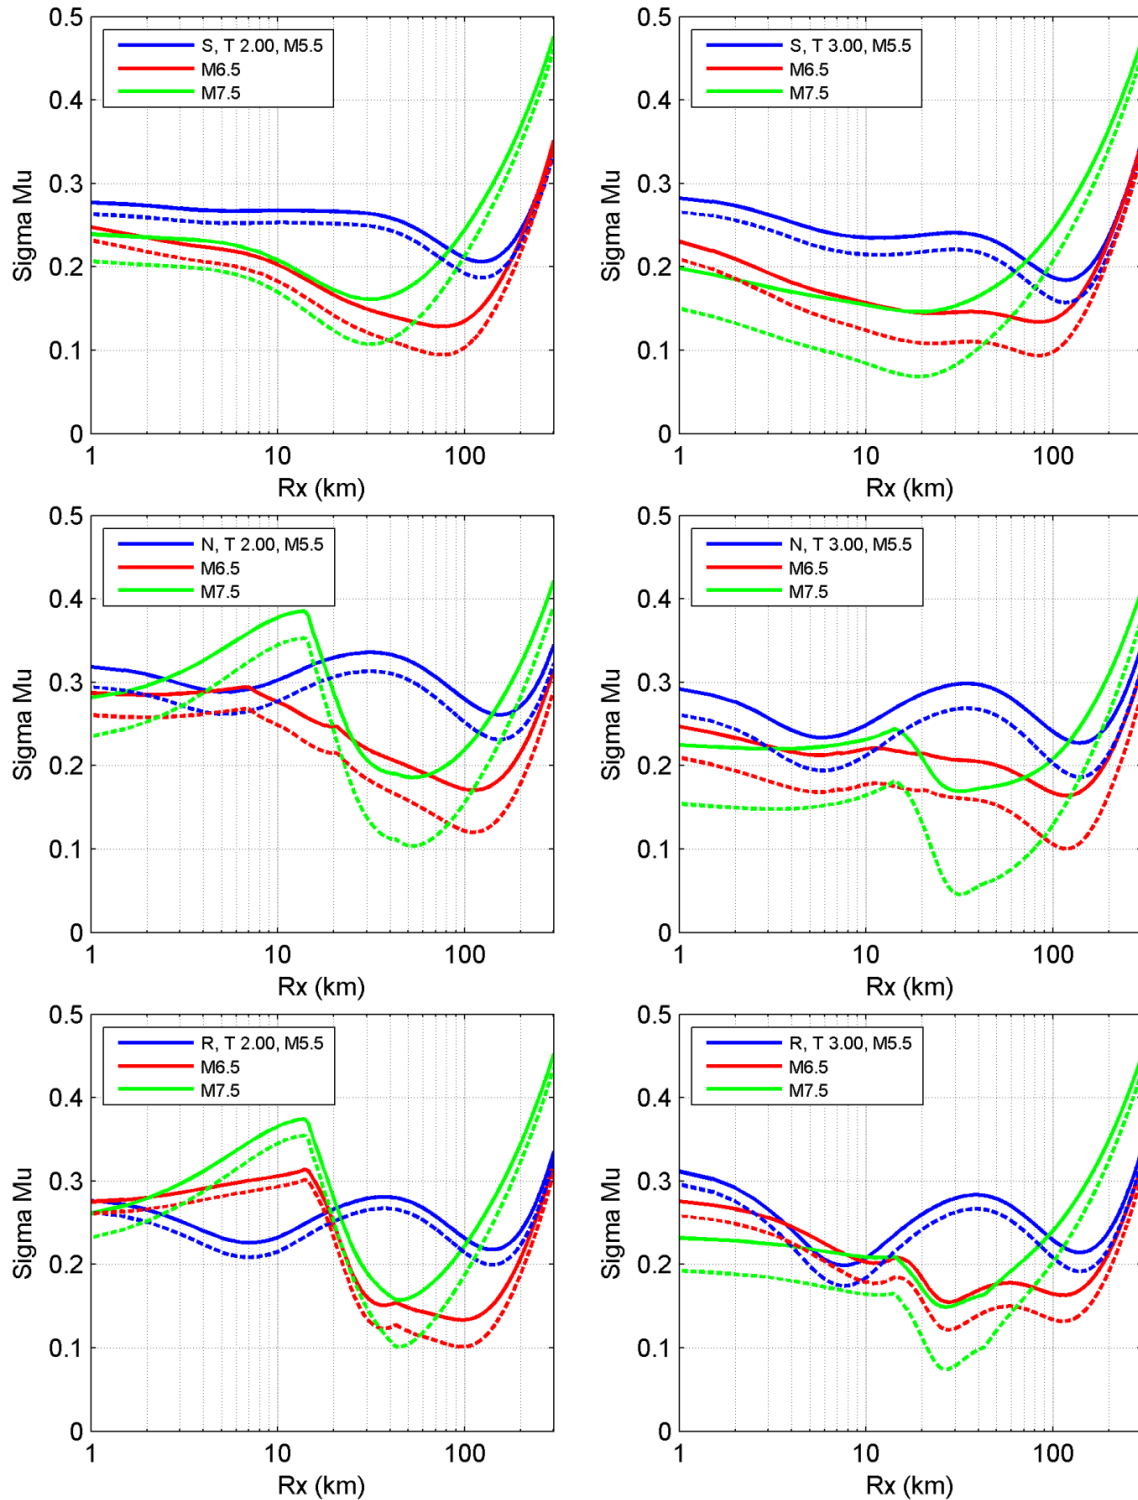 0.5
0.4
0.3
0.2
0.1
0
Sigma Mu
S, T 2.00, M5.5
M6.5
M7.5
1
10
100
Rx (km)
0.5
0.4
0.3
0.2
0.1
0
Sigma Mu
S, T 3.00, M5.5
M6.5
M7.5
1
10
100
Rx (km)
0.5
0.4
0.3
0.2
0.1
0
Sigma Mu
N, T 2.00, M5.5
M6.5
M7.5
1
10
100
Rx (km)
0.5
0.4
0.3
0.2
0.1
0
Sigma Mu
N, T 3.00, M5.5
M6.5
M7.5
1
10
100
Rx (km)
0.5
0.4
0.3
0.2
0.1
0
Sigma Mu
R, T 2.00, M5.5
M6.5
M7.5
1
10
100
Rx (km)
0.5
0.4
0.3
0.2
0.1
0
Sigma Mu
R, T 3.00, M5.5
M6.5
M7.5
1
10
100
Rx (km)